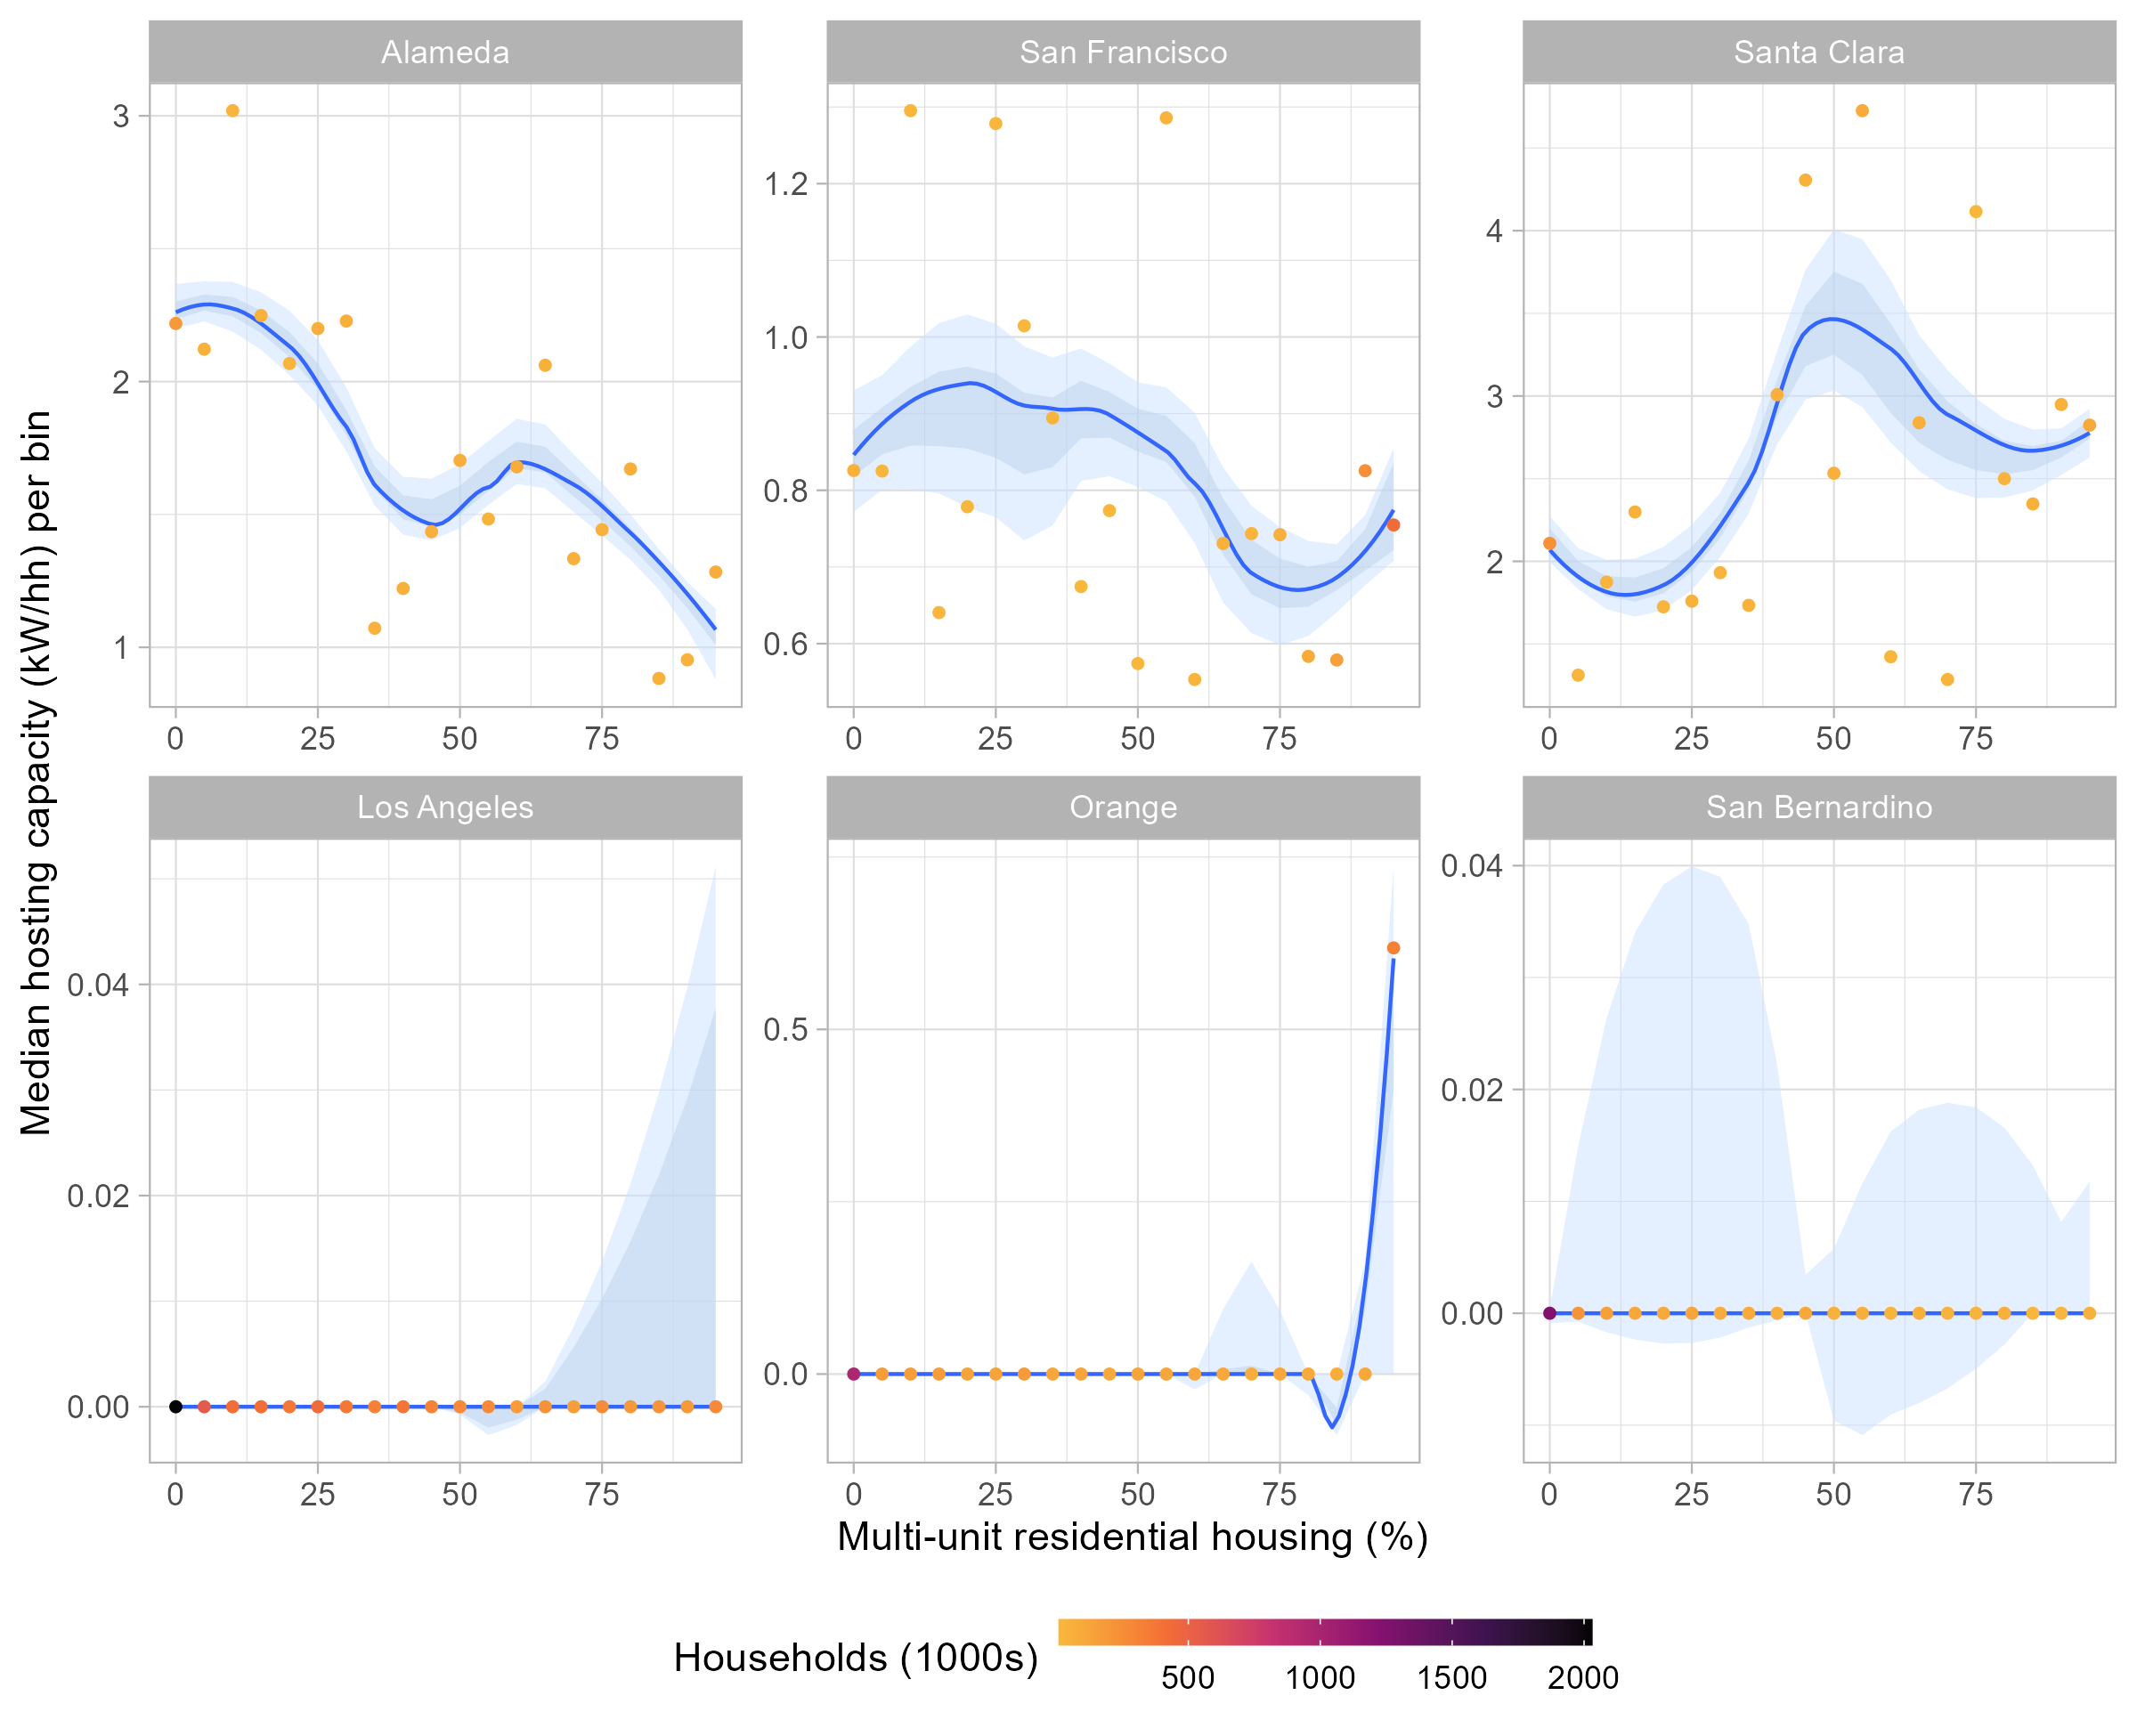 Alameda
San Francisco
Santa Clara
3
2
1
1.2
1.0
0.8
0.6
4
3
2
0 25 50 75
0 25 50 75
0 25 50 75
Median hosting capacity (kW/hh) per bin
Los Angeles
Orange
San Bernardino
0.04
0.02
0.00
0.5
0.0
0.04
0.02
0.00
0 25 50 75
0 25 50 75
0 25 50 75
Multi-unit residential housing (%)
Households (1000s)
500 1000 1500 2000